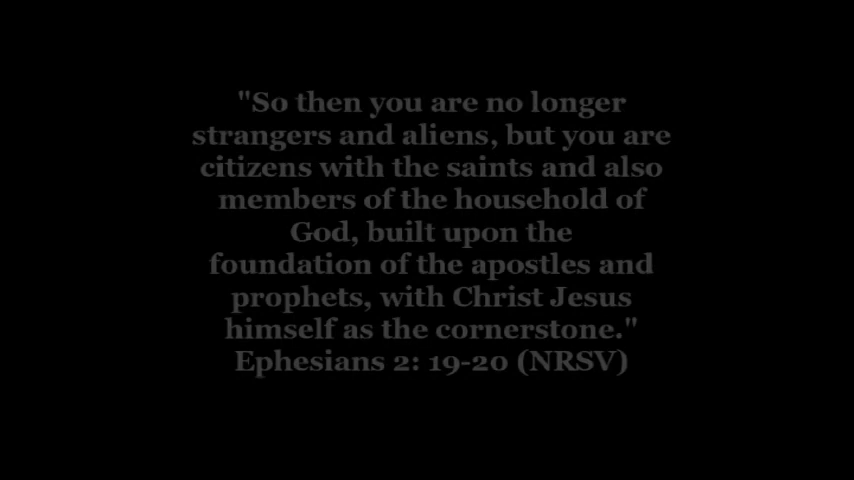 "So then you are no longer
strangers and aliens, but you are
citizens with the saints and also
members of the household of
God, built upon the
foundation of the apostles and
prophets, with Christ Jesus
himself as the cornerstone."
Ephesians 2: 19-20 (NRSV)